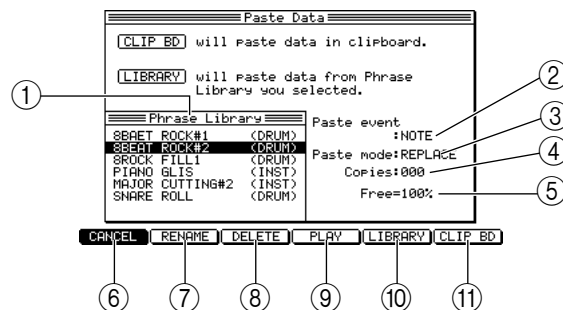 Paste Data
CLIP BD will paste data in clipboard.
LIBRARY will paste data from Phrase
Library you selected.
①
Phrase Library
8BAET ROCK#1 (DRUM)
8BEAT ROCK#2 (DRUM)
8ROCK FILL1 (DRUM)
PIANO GLIS (INST)
MAJOR CUTTING#2 (INST)
SNARE ROLL (DRUM)
Paste event
:NOTE
Paste mode:REPLACE
Copies:000
Free=100%
②
③
④
⑤
CANCEL RENAME DELETE PLAY LIBRARY CLIP BD
⑥ ⑦ ⑧ ⑨ ⑩ ⑪